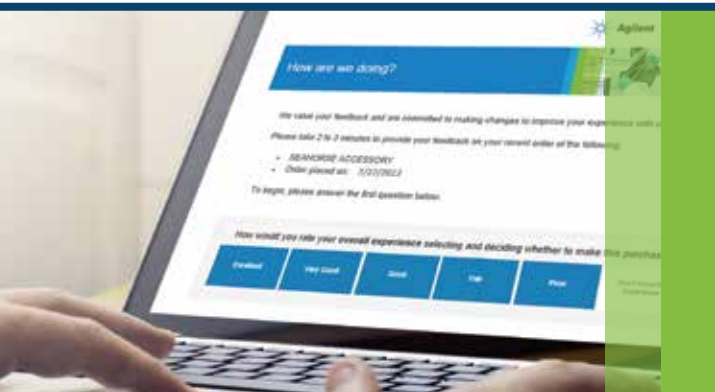 Agilent
How are we doing?
We value your feedback and are committed to making changes to improve your experience with
Please take 2 to 3 minutes to provide your feedback on your recent order of the following:
• SEAHORSE ACCESSORY
• Order placed on:
To begin, please answer the first question below.
How would you rate your overall experience selecting and deciding whether to make this purchas
Excellent Very Good Good Fair Poor